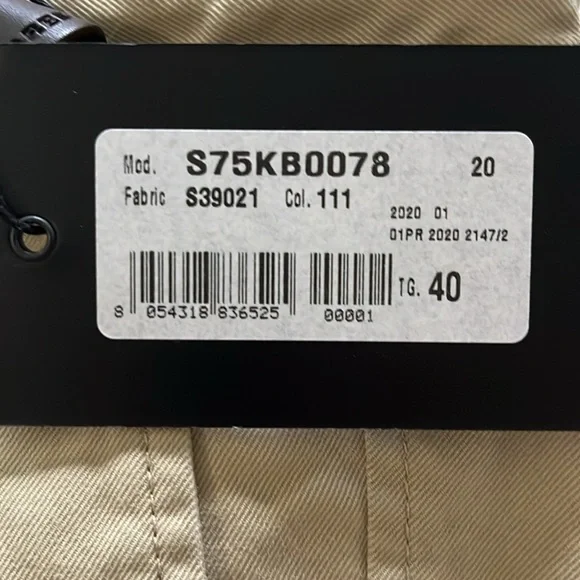 Mod. S75KB0078 20
Fabric S39021 Col. 111
2020 01
01PR 2020 2147/2
TG. 40
8 054318 836525 00001